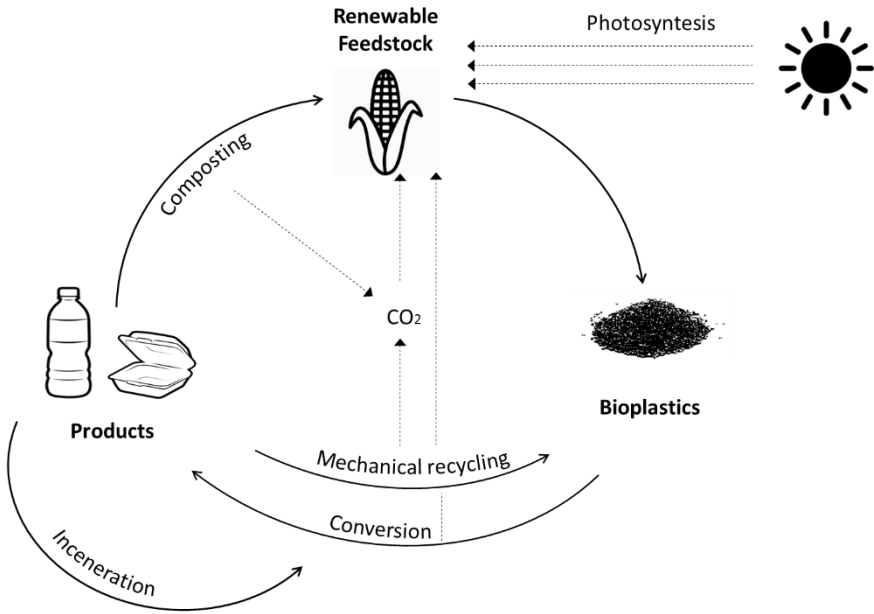 Renewable
Feedstock
Photosyntesis
Composting
CO₂
Bioplastics
Products
Mechanical recycling
Conversion
Inceneration